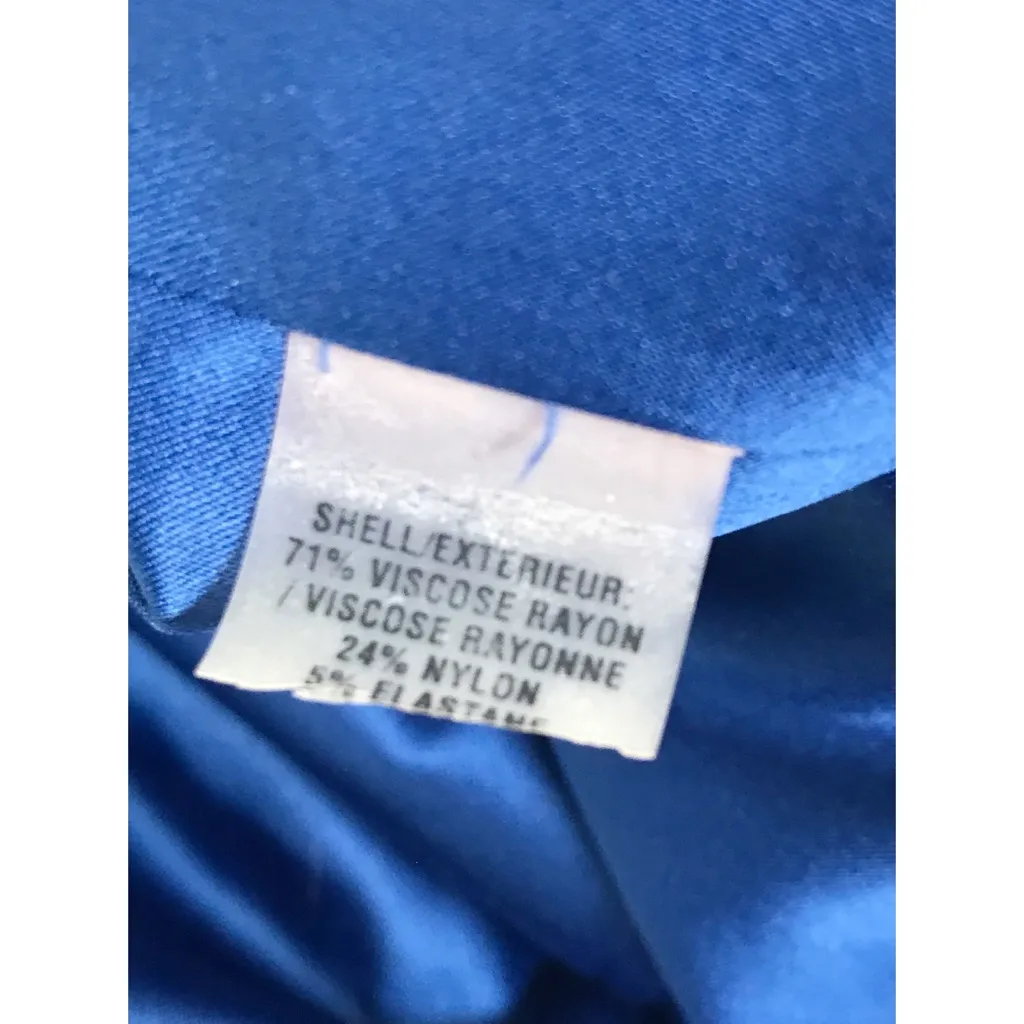 SHELL/EXTERIEUR:
71% VISCOSE RAYON
/ VISCOSE RAYONNE
24% NYLON
5% ELASTANE